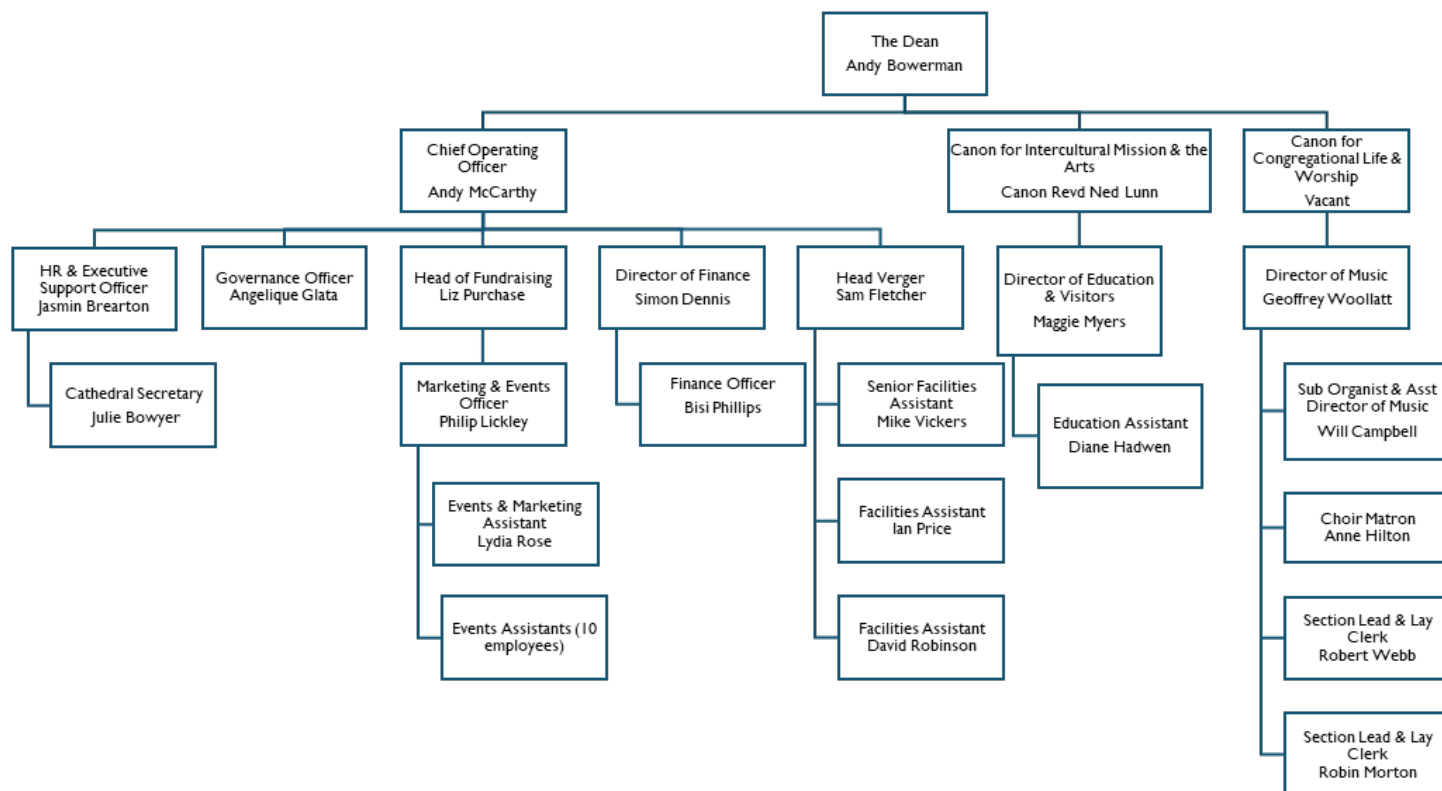 The Dean
Andy Bowerman
Chief Operating
Officer
Andy McCarthy
Canon for Intercultural Mission & the
Arts
Canon Revd Ned Lunn
Canon for
Congregational Life &
Worship
Vacant
HR & Executive
Support Officer
Jasmin Brearton
Governance Officer
Angelique Glata
Head of Fundraising
Liz Purchase
Director of Finance
Simon Dennis
Head Verger
Sam Fletcher
Director of Education
& Visitors
Maggie Myers
Director of Music
Geoffrey Woollatt
Cathedral Secretary
Julie Bowyer
Marketing & Events
Officer
Philip Lickley
Finance Officer
Bisi Phillips
Senior Facilities
Assistant
Mike Vickers
Education Assistant
Diane Hadwen
Sub Organist & Asst
Director of Music
Will Campbell
Events & Marketing
Assistant
Lydia Rose
Facilities Assistant
Ian Price
Choir Matron
Anne Hilton
Events Assistants (10
employees)
Facilities Assistant
David Robinson
Section Lead & Lay
Clerk
Robert Webb
Section Lead & Lay
Clerk
Robin Morton